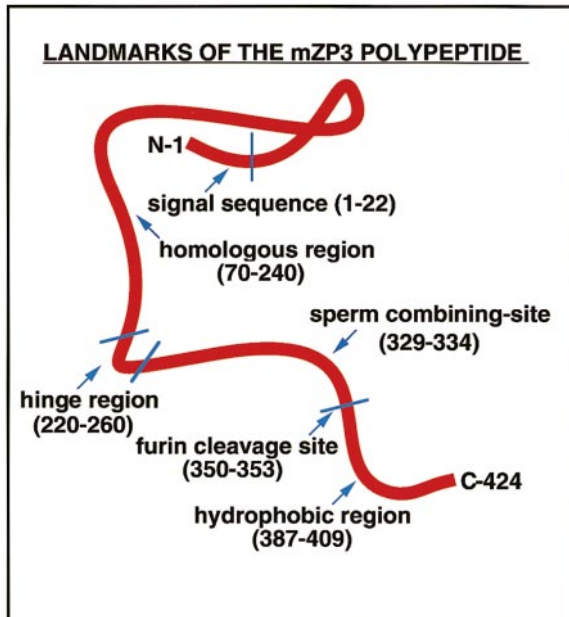 LANDMARKS OF THE mZP3 POLYPEPTIDE
N-1
signal sequence (1-22)
homologous region
(70-240)
sperm combining-site
(329-334)
hinge region
(220-260)
furin cleavage site
(350-353)
C-424
hydrophobic region
(387-409)